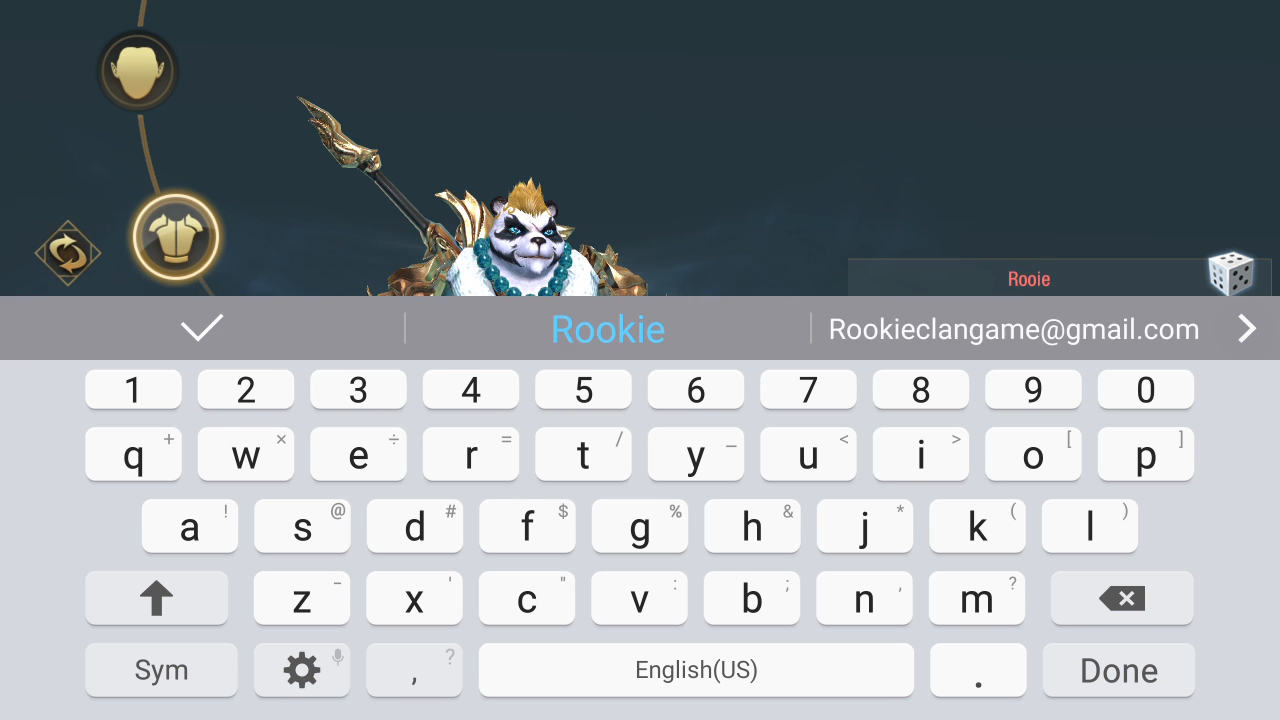 Rooie
Rookie Rookieclangame@gmail.com
1 2 3 4 5 6 7 8 9 0
q + w × e ÷ r = t / y _ u < i > o [ p ]
a ! s @ d # f $ g % h & j * k ( l )
z - x ' c " v : b ; n , m ?
Sym , ? English(US) . Done